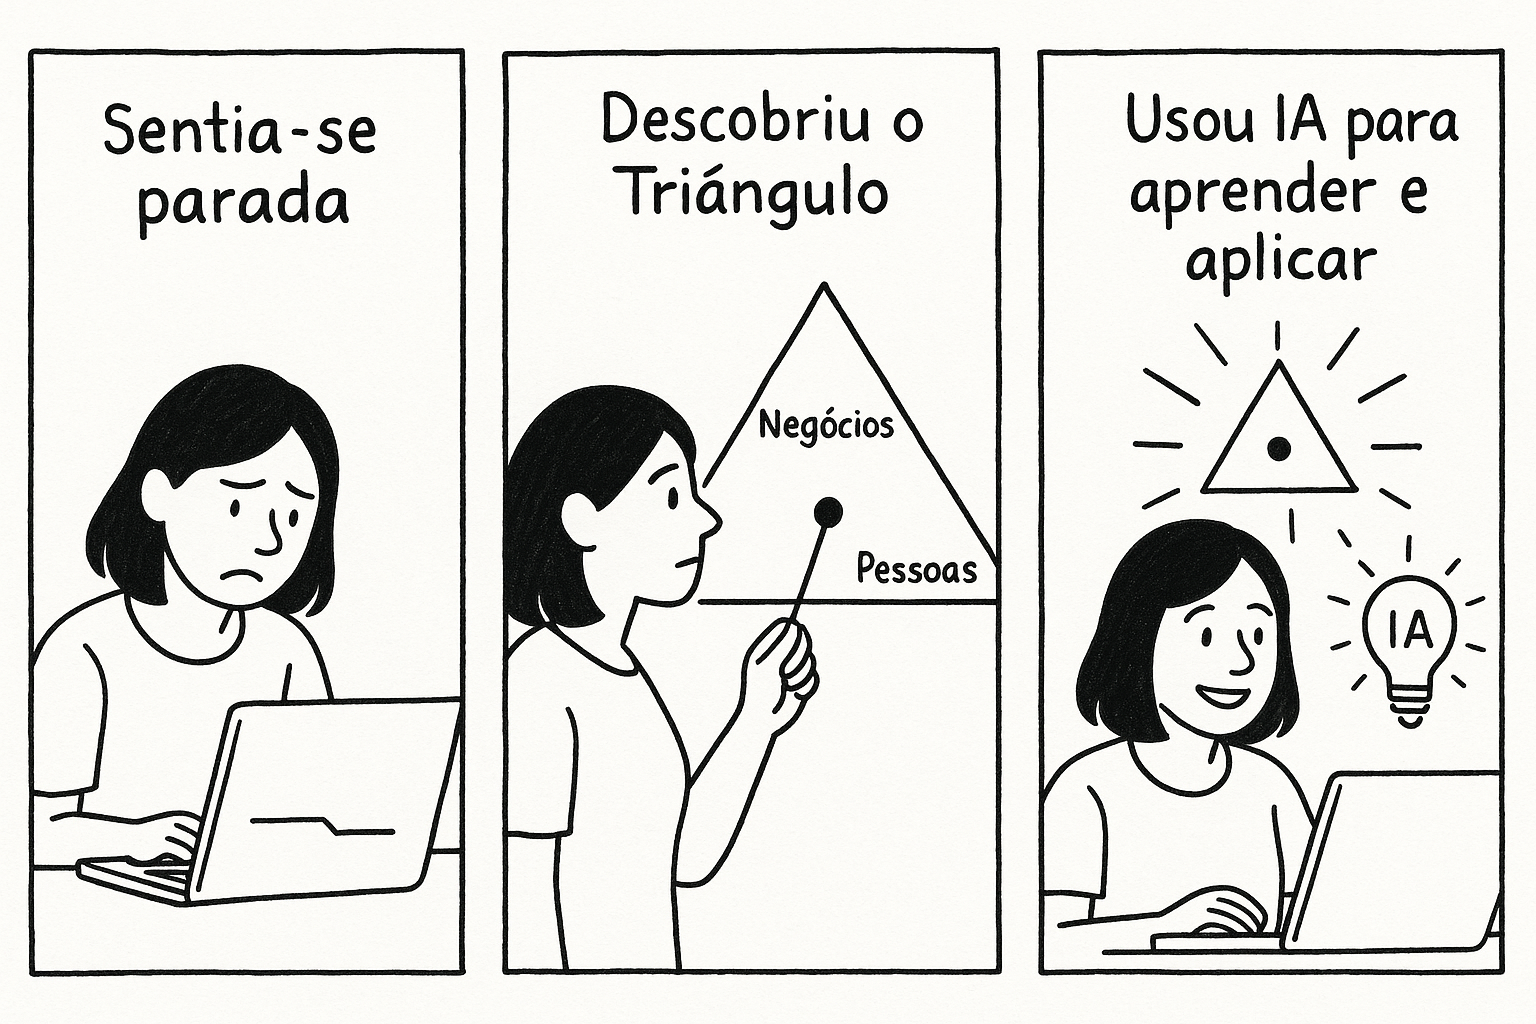 Sentia-se
parada
Descobriu o
Triángulo
Negócios
Pessoas
Usou IA para
aprender e
aplicar
IA